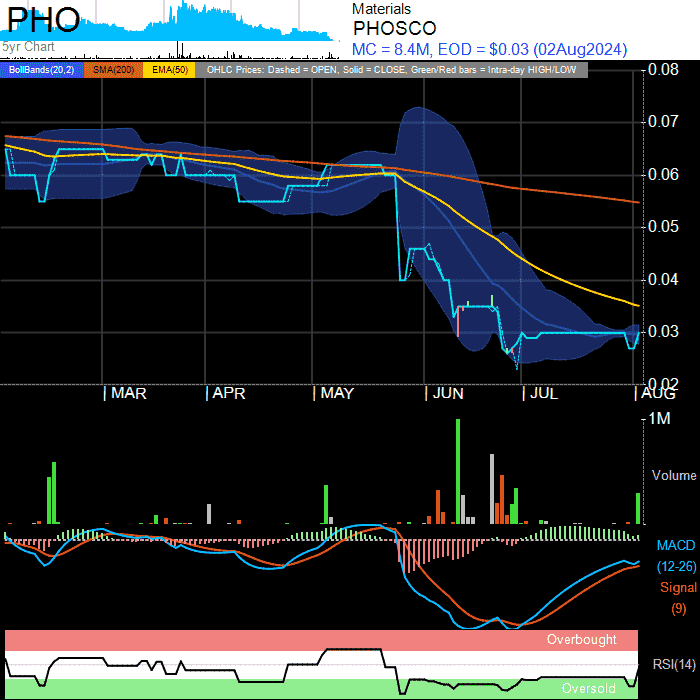 PHO
5yr Chart
Materials
PHOSCO
MC = 8.4M, EOD = $0.03 (02Aug2024)
BollBands(20,2) SMA(200) EMA(50) OHLC Prices: Dashed = OPEN, Solid = CLOSE, Green/Red bars = Intra-day HIGH/LOW
0.08
0.07
0.06
0.05
0.04
0.03
0.02
MAR APR MAY JUN JUL AUG
1M
Volume
MACD
(12-26)
Signal
(9)
Overbought
RSI(14)
Oversold